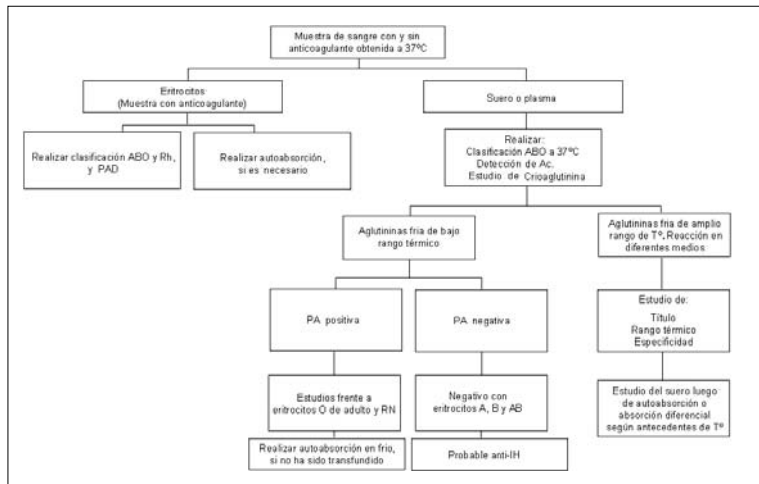 Muestra de sangre con y sin
anticoagulante obtenida a 37ºC
Eritrocitos
(Muestra con anticoagulante)
Suero o plasma
Realizar clasificación ABO y Rh,
y PAD
Realizar autoabsorción,
si es necesario
Realizar:
Clasificación ABO a 37ºC
Detección de Ac.
Estudio de Crioaglutinina
Aglutininas fria de bajo
rango térmico
Aglutininas fria de amplio
rango de Tº. Reacción en
diferentes medios
PA positiva
PA negativa
Estudio de:
Título
Rango térmico
Especificidad
Estudios frente a
eritrocitos O de adulto y RN
Negativo con
eritrocitos A, B y AB
Estudio del suero luego
de autoabsorción o
absorción diferencial
según antecedentes de Tº
Realizar autoabsorción en frio,
si no ha sido transfundido
Probable anti-IH